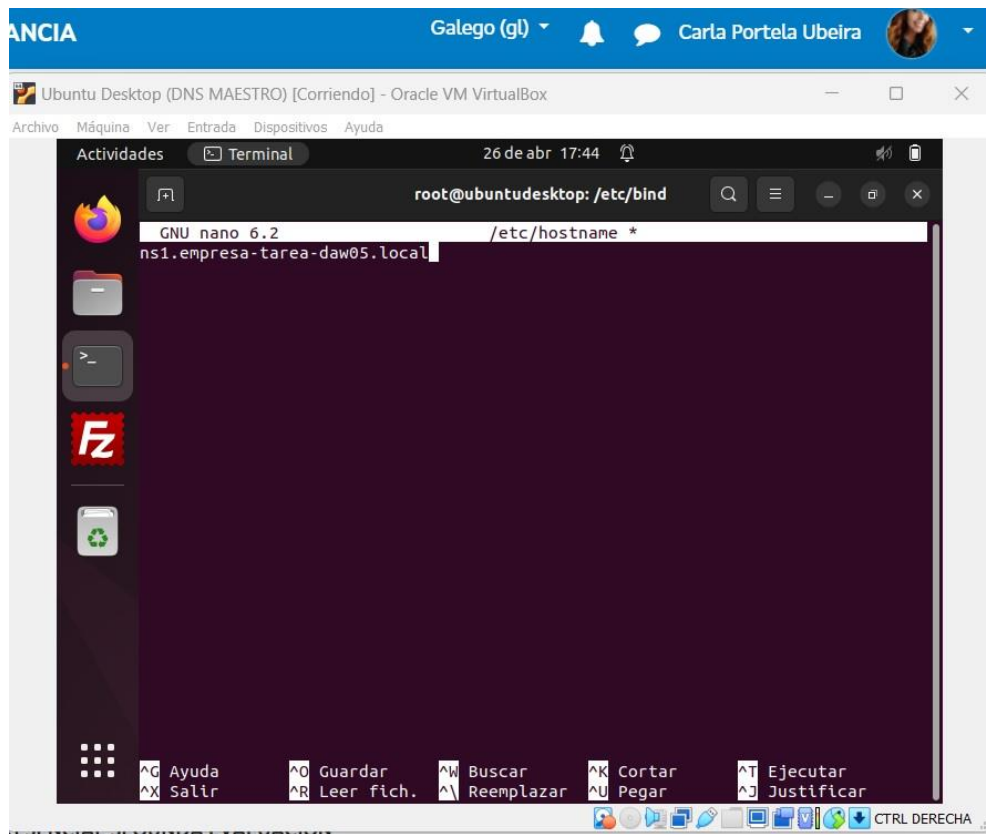 ANCIA
Galego (gl)
Carla Portela Ubeira
Ubuntu Desktop (DNS MAESTRO) [Corriendo] - Oracle VM VirtualBox
Archivo Máquina Ver Entrada Dispositivos Ayuda
Actividades Terminal 26 de abr 17:44
root@ubuntudesktop: /etc/bind
GNU nano 6.2 /etc/hostname *
ns1.empresa-tarea-daw05.local
>_
Fz
^G Ayuda ^O Guardar ^W Buscar ^K Cortar ^T Ejecutar
^X Salir ^R Leer fich. ^\ Reemplazar ^U Pegar ^J Justificar
CTRL DERECHA